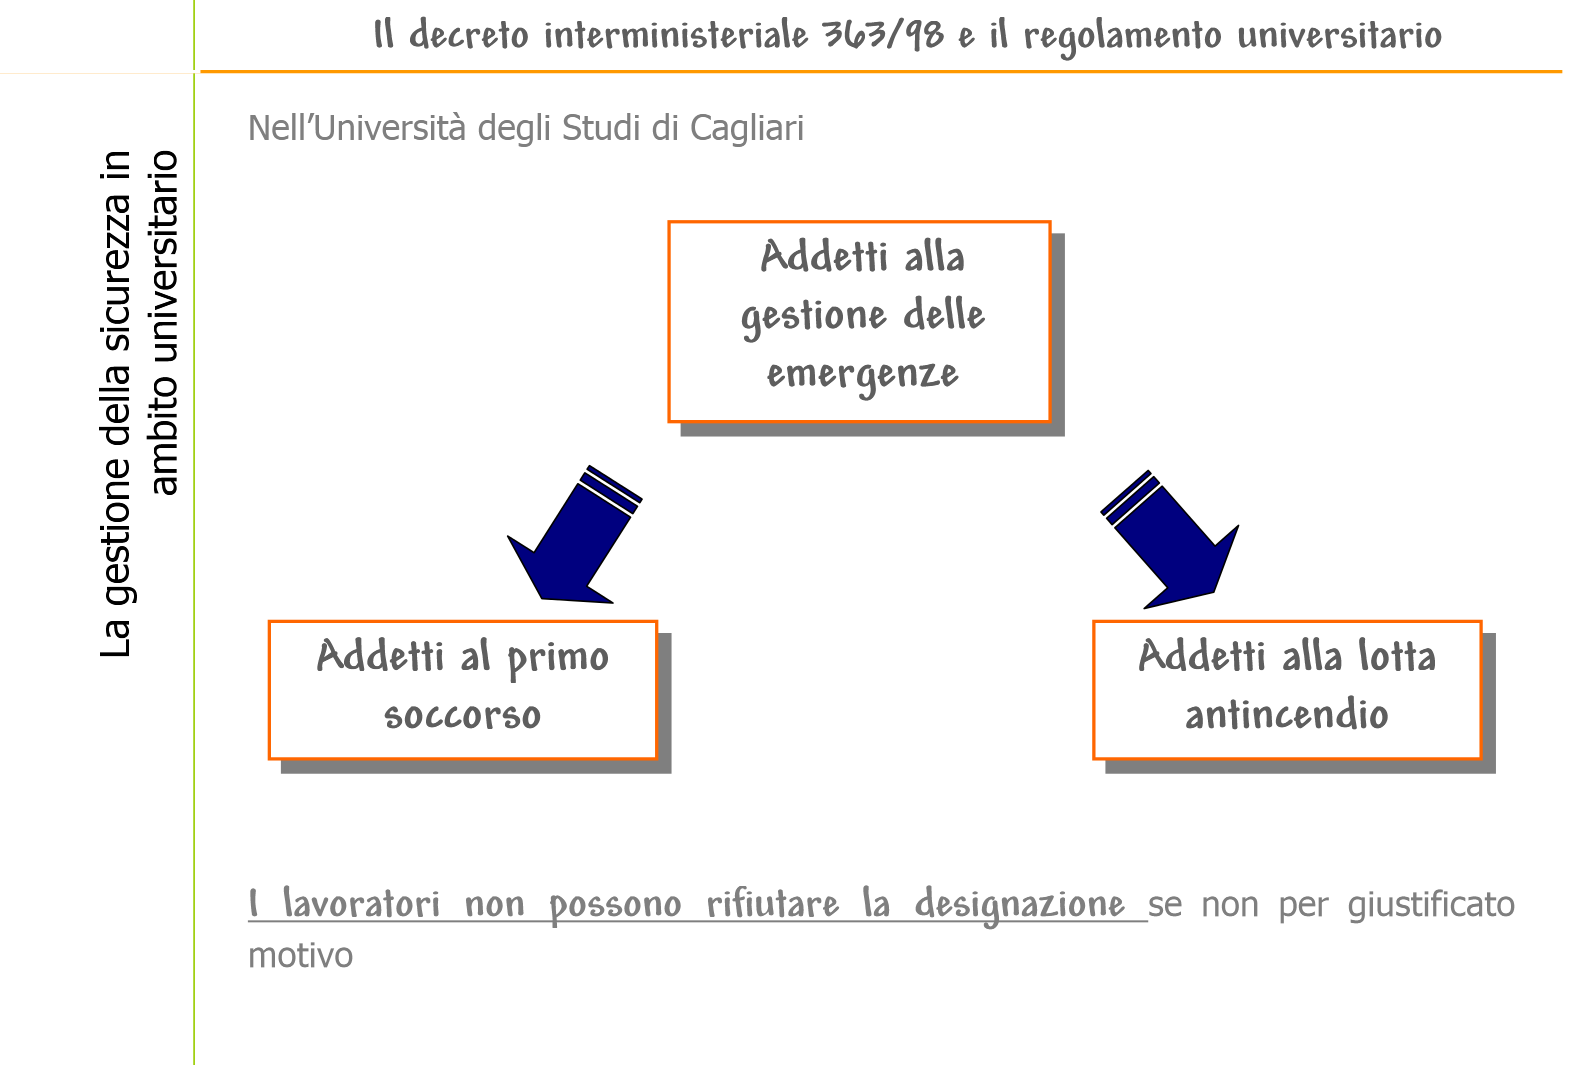 Il decreto interministeriale 363/98 e il regolamento universitario
La gestione della sicurezza in
ambito universitario
Nell’Università degli Studi di Cagliari
Addetti alla
gestione delle
emergenze
Addetti al primo
soccorso
Addetti alla lotta
antincendio
I lavoratori non possono rifiutare la designazione se non per giustificato
motivo